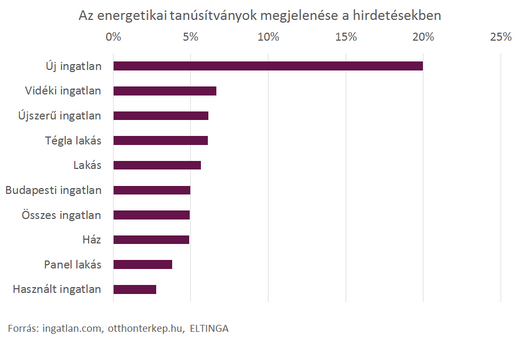 Az energetikai tanúsítványok megjelenése a hirdetésekben
0% 5% 10% 15% 20% 25%
Új ingatlan
Vidéki ingatlan
Újszerű ingatlan
Tégla lakás
Lakás
Budapesti ingatlan
Összes ingatlan
Ház
Panel lakás
Használt ingatlan
Forrás: ingatlan.com, otthonterkep.hu, ELTINGA